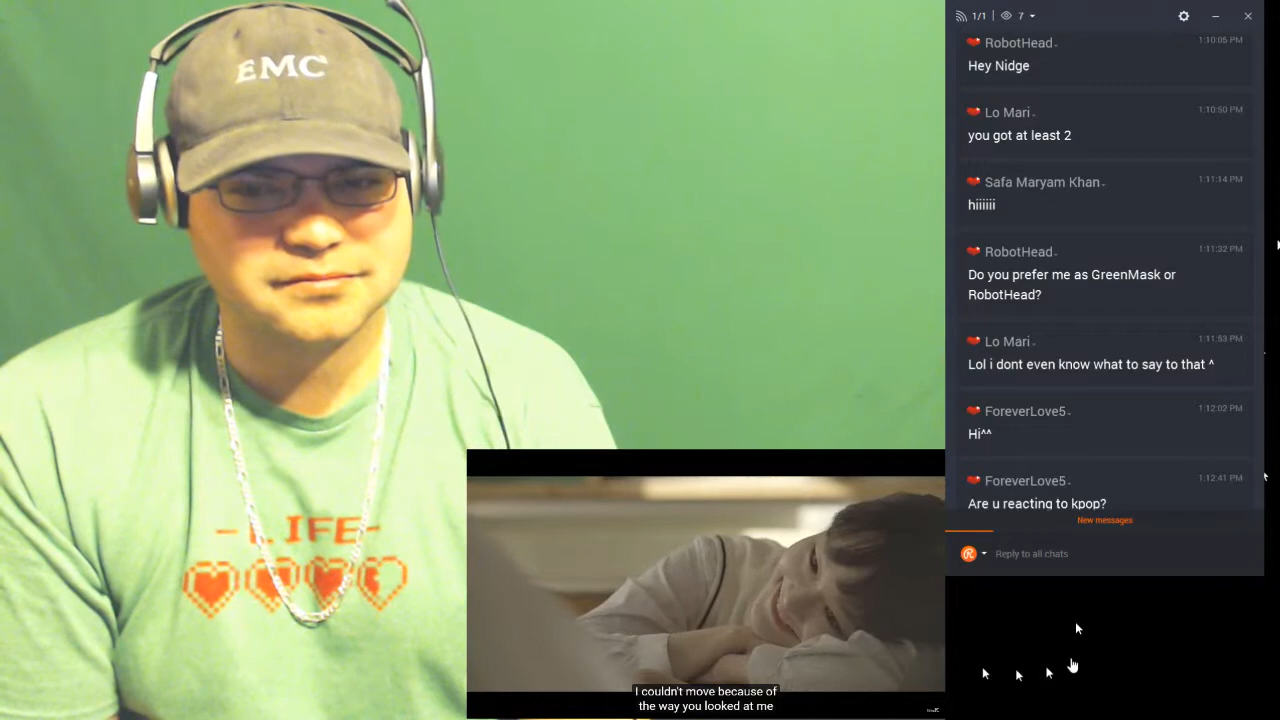 EMC
-LIFE-
I couldn't move because of
the way you looked at me
1/1 | 7
RobotHead
1:10:05 PM
Hey Nidge
Lo Mari
1:10:50 PM
you got at least 2
Safa Maryam Khan
1:11:14 PM
hiiiiii
RobotHead
1:11:32 PM
Do you prefer me as GreenMask or
RobotHead?
Lo Mari
1:11:53 PM
Lol i dont even know what to say to that ^
ForeverLove5
1:12:02 PM
Hi^^
ForeverLove5
1:12:41 PM
Are u reacting to kpop?
New messages
Reply to all chats